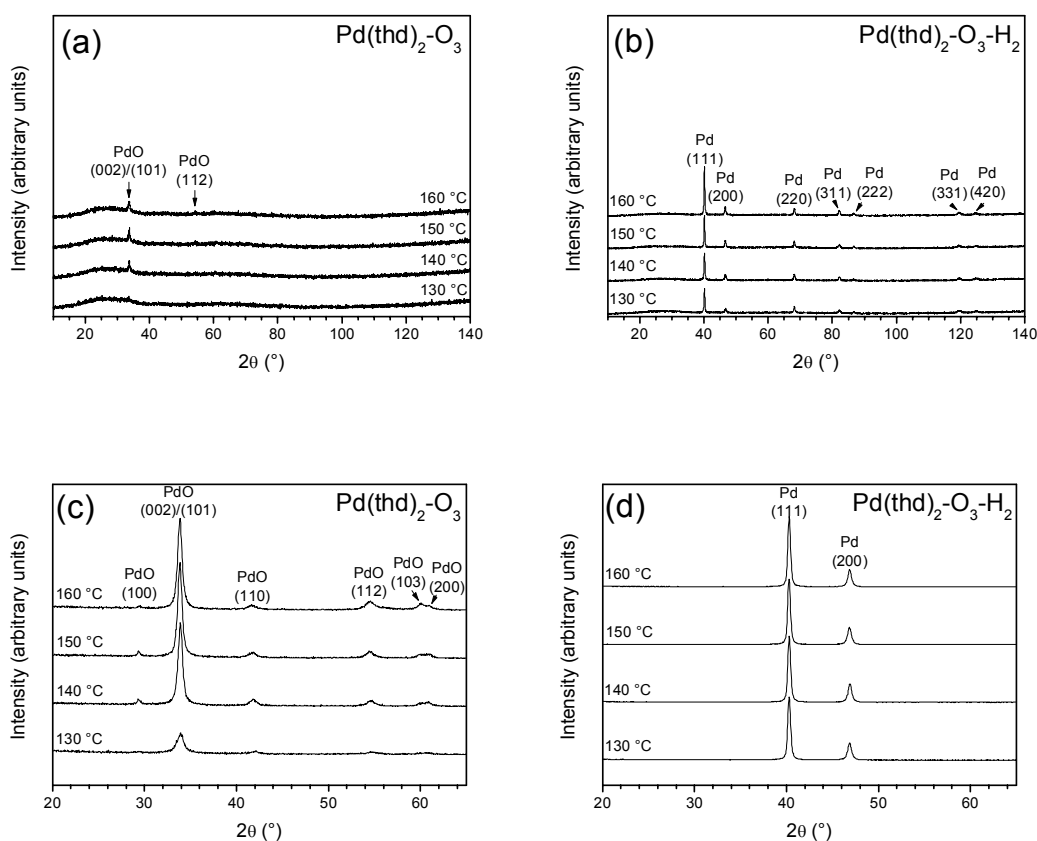 (a)
Pd(thd)₂-O₃
Intensity (arbitrary units)
PdO
(002)/(101)
PdO
(112)
160 °C
150 °C
140 °C
130 °C
20 40 60 80 100 120 140
2θ (°)
(b)
Pd(thd)₂-O₃-H₂
Intensity (arbitrary units)
Pd
(111)
Pd
(200)
Pd
(220)
Pd
(311)
Pd
(222)
Pd
(331)
Pd
(420)
160 °C
150 °C
140 °C
130 °C
20 40 60 80 100 120 140
2θ (°)
(c)
Pd(thd)₂-O₃
Intensity (arbitrary units)
PdO
(002)/(101)
PdO
(100)
PdO
(110)
PdO
(112)
PdO
(103)
PdO
(200)
160 °C
150 °C
140 °C
130 °C
20 30 40 50 60
2θ (°)
(d)
Pd(thd)₂-O₃-H₂
Intensity (arbitrary units)
Pd
(111)
Pd
(200)
160 °C
150 °C
140 °C
130 °C
20 30 40 50 60
2θ (°)